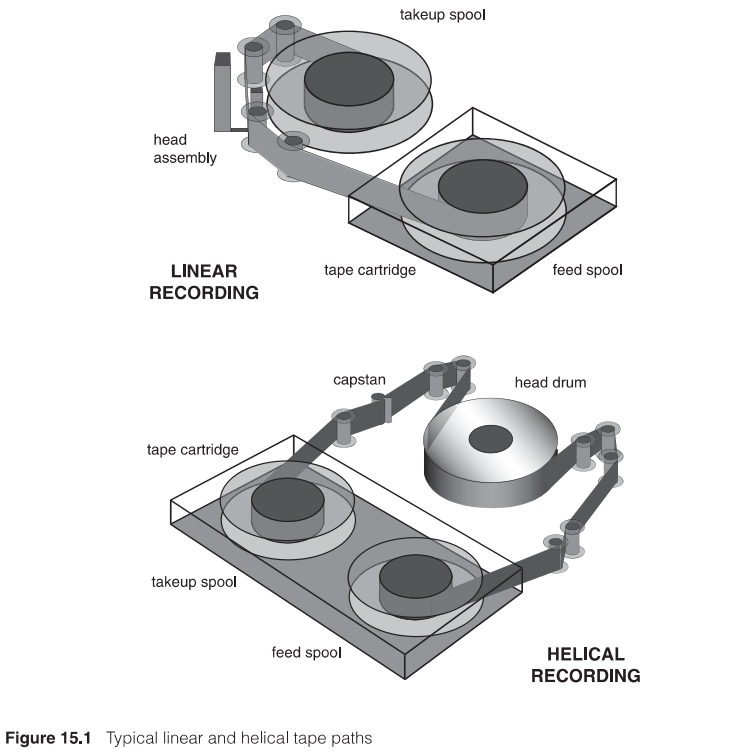 takeup spool
head
assembly
LINEAR
RECORDING
tape cartridge
feed spool
capstan
head drum
tape cartridge
takeup spool
feed spool
HELICAL
RECORDING
Figure 15.1 Typical linear and helical tape paths